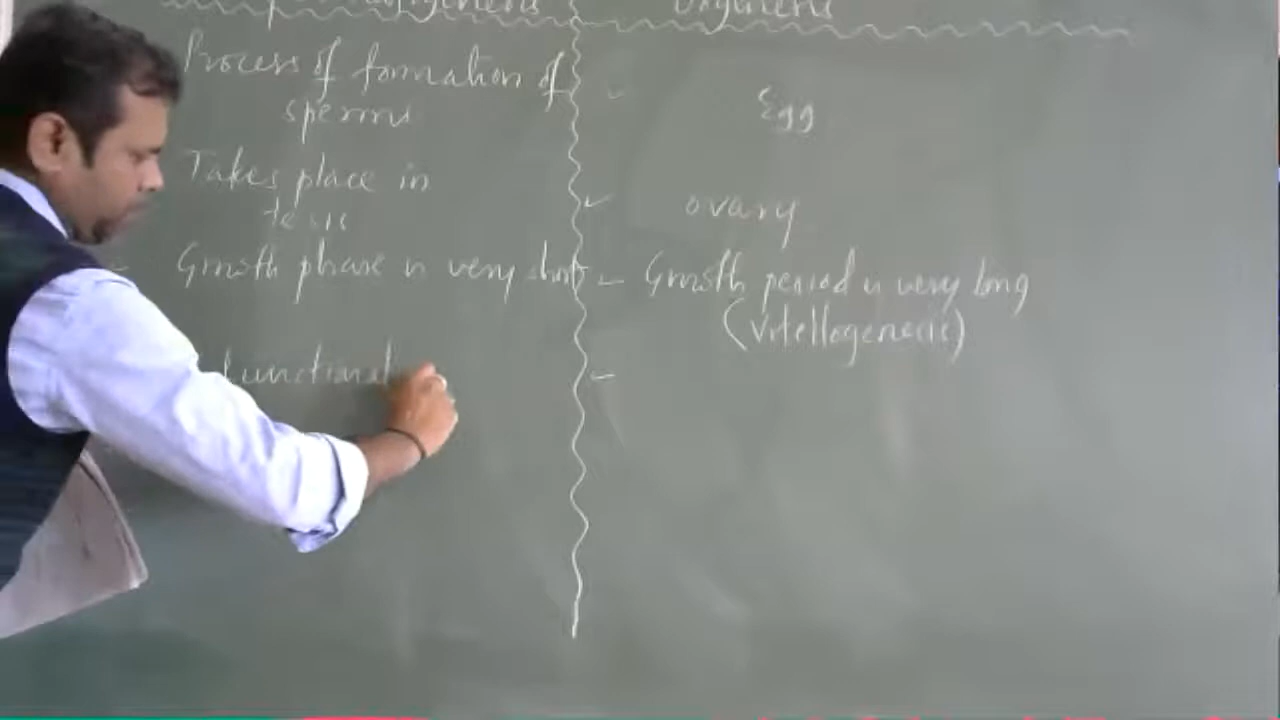 Oogenesis
Process of formation of
sperms
Egg
Takes place in
testis
ovary
Growth phase is very short
Growth period is very long
(Vitellogenesis)
Functional